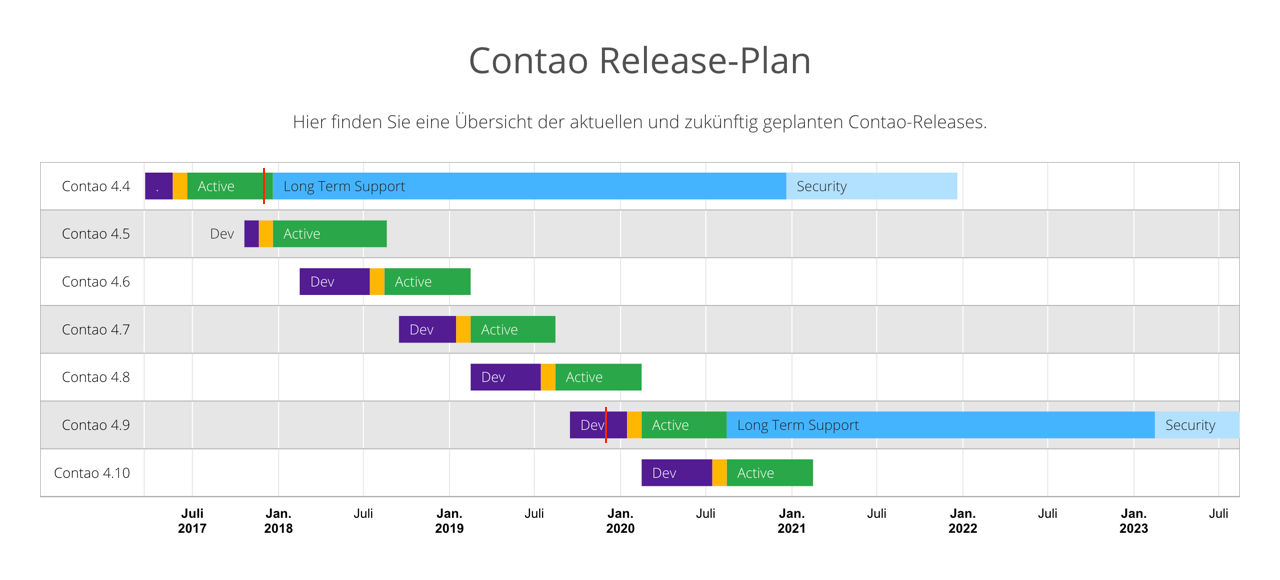 Contao Release-Plan
Hier finden Sie eine Übersicht der aktuellen und zukünftig geplanten Contao-Releases.
Contao 4.4 . Active Long Term Support Security
Contao 4.5 Dev Active
Contao 4.6 Dev Active
Contao 4.7 Dev Active
Contao 4.8 Dev Active
Contao 4.9 Dev Active Long Term Support Security
Contao 4.10 Dev Active
Juli Jan. Juli Jan. Juli Jan. Juli Jan. Juli Jan. Juli Jan. Juli
2017 2018 2019 2020 2021 2022 2023